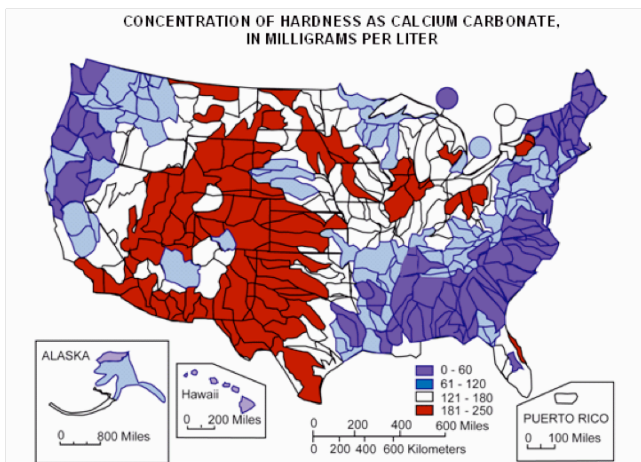 CONCENTRATION OF HARDNESS AS CALCIUM CARBONATE,
IN MILLIGRAMS PER LITER
ALASKA
0 800 Miles
Hawaii
0 200 Miles
0 - 60
61 - 120
121 - 180
181 - 250
0 200 400 600 Miles
0 200 400 600 Kilometers
PUERTO RICO
0 100 Miles